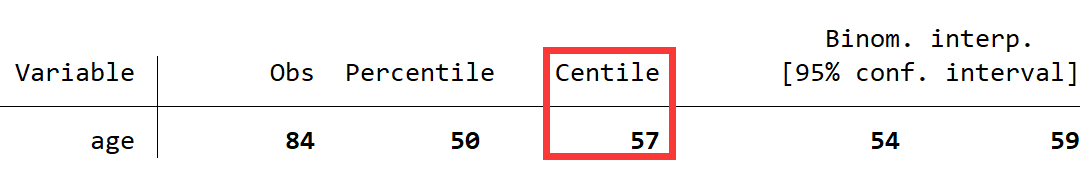 Binom. interp.
Variable Obs Percentile Centile [95% conf. interval]
age 84 50 57 54 59